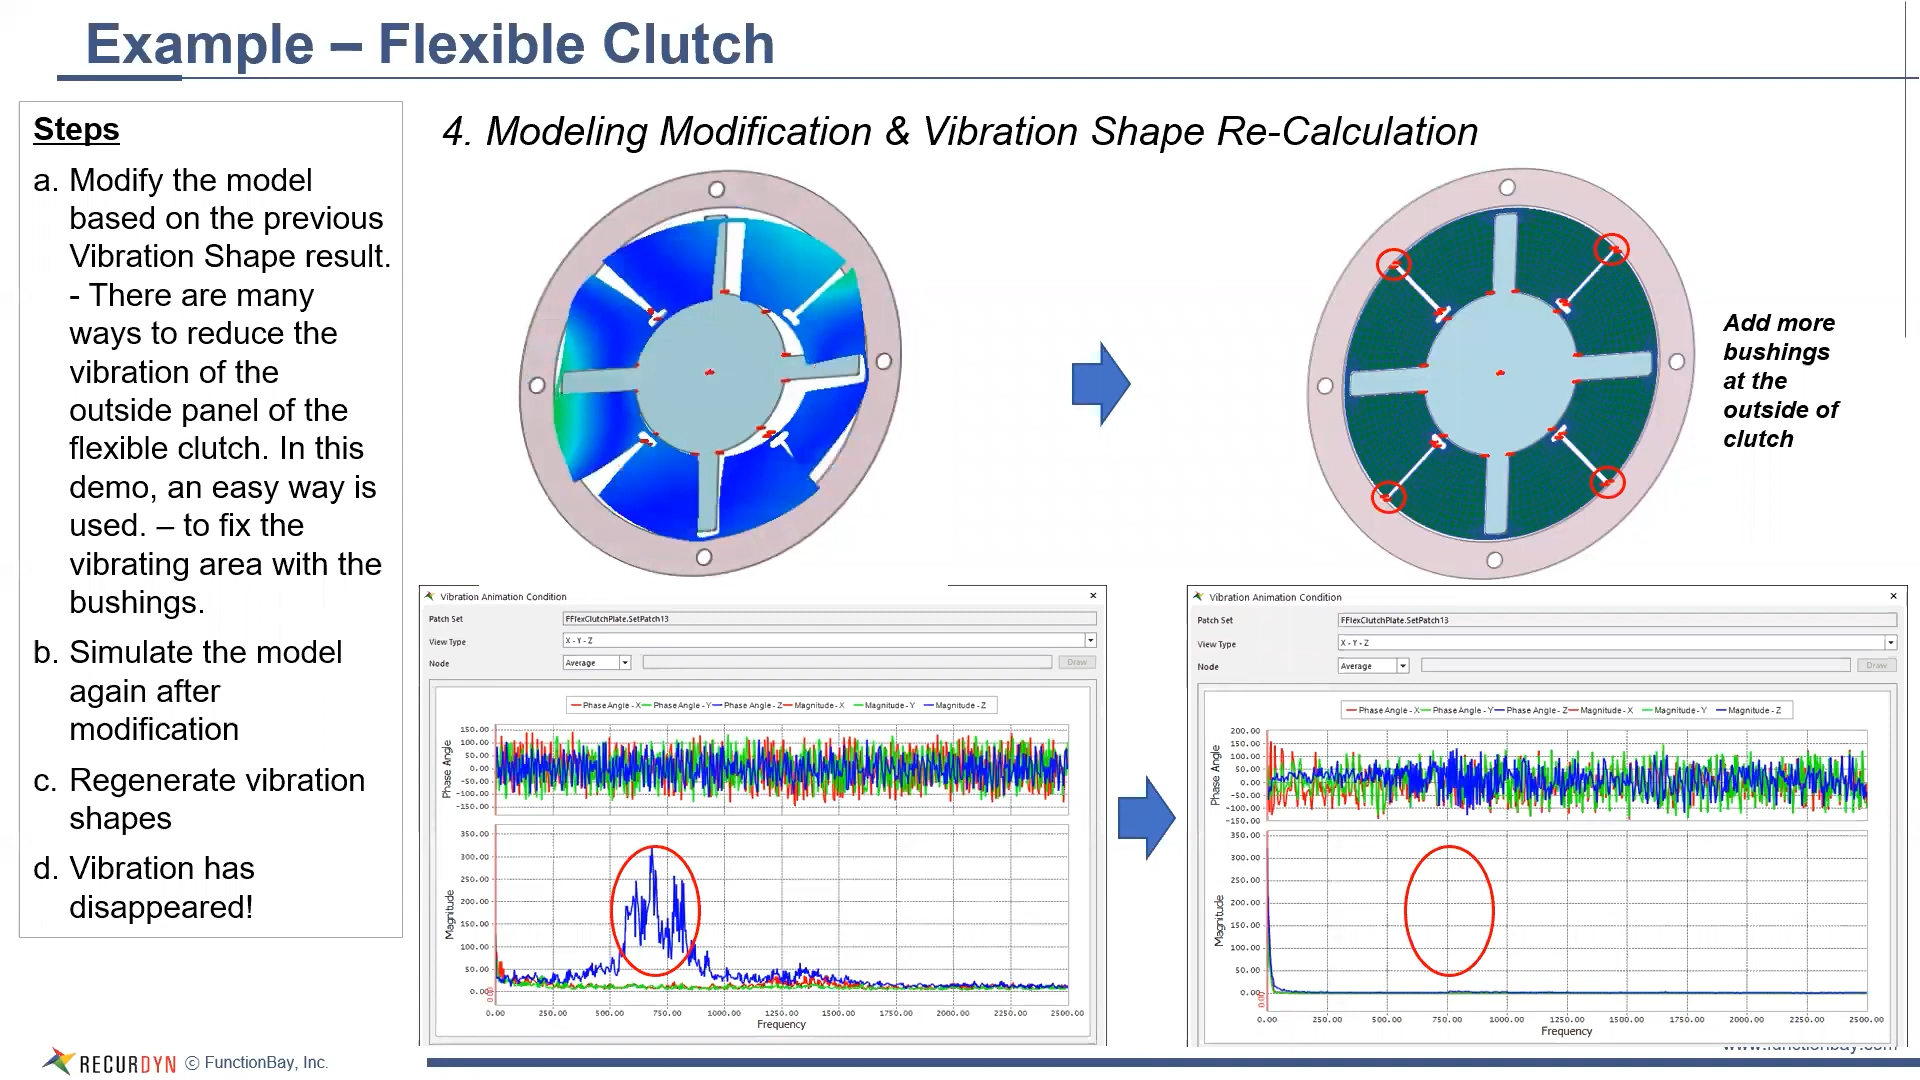 Example – Flexible Clutch
Steps
a. Modify the model
based on the previous
Vibration Shape result.
- There are many
ways to reduce the
vibration of the
outside panel of the
flexible clutch. In this
demo, an easy way is
used. – to fix the
vibrating area with the
bushings.
b. Simulate the model
again after
modification
c. Regenerate vibration
shapes
d. Vibration has
disappeared!
4. Modeling Modification & Vibration Shape Re-Calculation
Add more
bushings
at the
outside of
clutch
Vibration Animation Condition
Patch Set FFlexClutchPlate.SetPatch13
View Type X - Y - Z
Node Average Draw
Phase Angle - X Phase Angle - Y Phase Angle - Z Magnitude - X Magnitude - Y Magnitude - Z
Phase Angle
150.00
100.00
50.00
0.00
-50.00
-100.00
-150.00
Magnitude
350.00
300.00
250.00
200.00
150.00
100.00
50.00
0.00
0.00
0.00 250.00 500.00 750.00 1000.00 1250.00 1500.00 1750.00 2000.00 2250.00 2500.00
Frequency
Vibration Animation Condition
Patch Set FFlexClutchPlate.SetPatch13
View Type X - Y - Z
Node Average Draw
Phase Angle - X Phase Angle - Y Phase Angle - Z Magnitude - X Magnitude - Y Magnitude - Z
Phase Angle
200.00
150.00
100.00
50.00
0.00
-50.00
-100.00
-150.00
Magnitude
350.00
300.00
250.00
200.00
150.00
100.00
50.00
0.00
-50.00
0.00
0.00 250.00 500.00 750.00 1000.00 1250.00 1500.00 1750.00 2000.00 2250.00 2500.00
Frequency
RECURDYN © FunctionBay, Inc.
www.functionbay.com